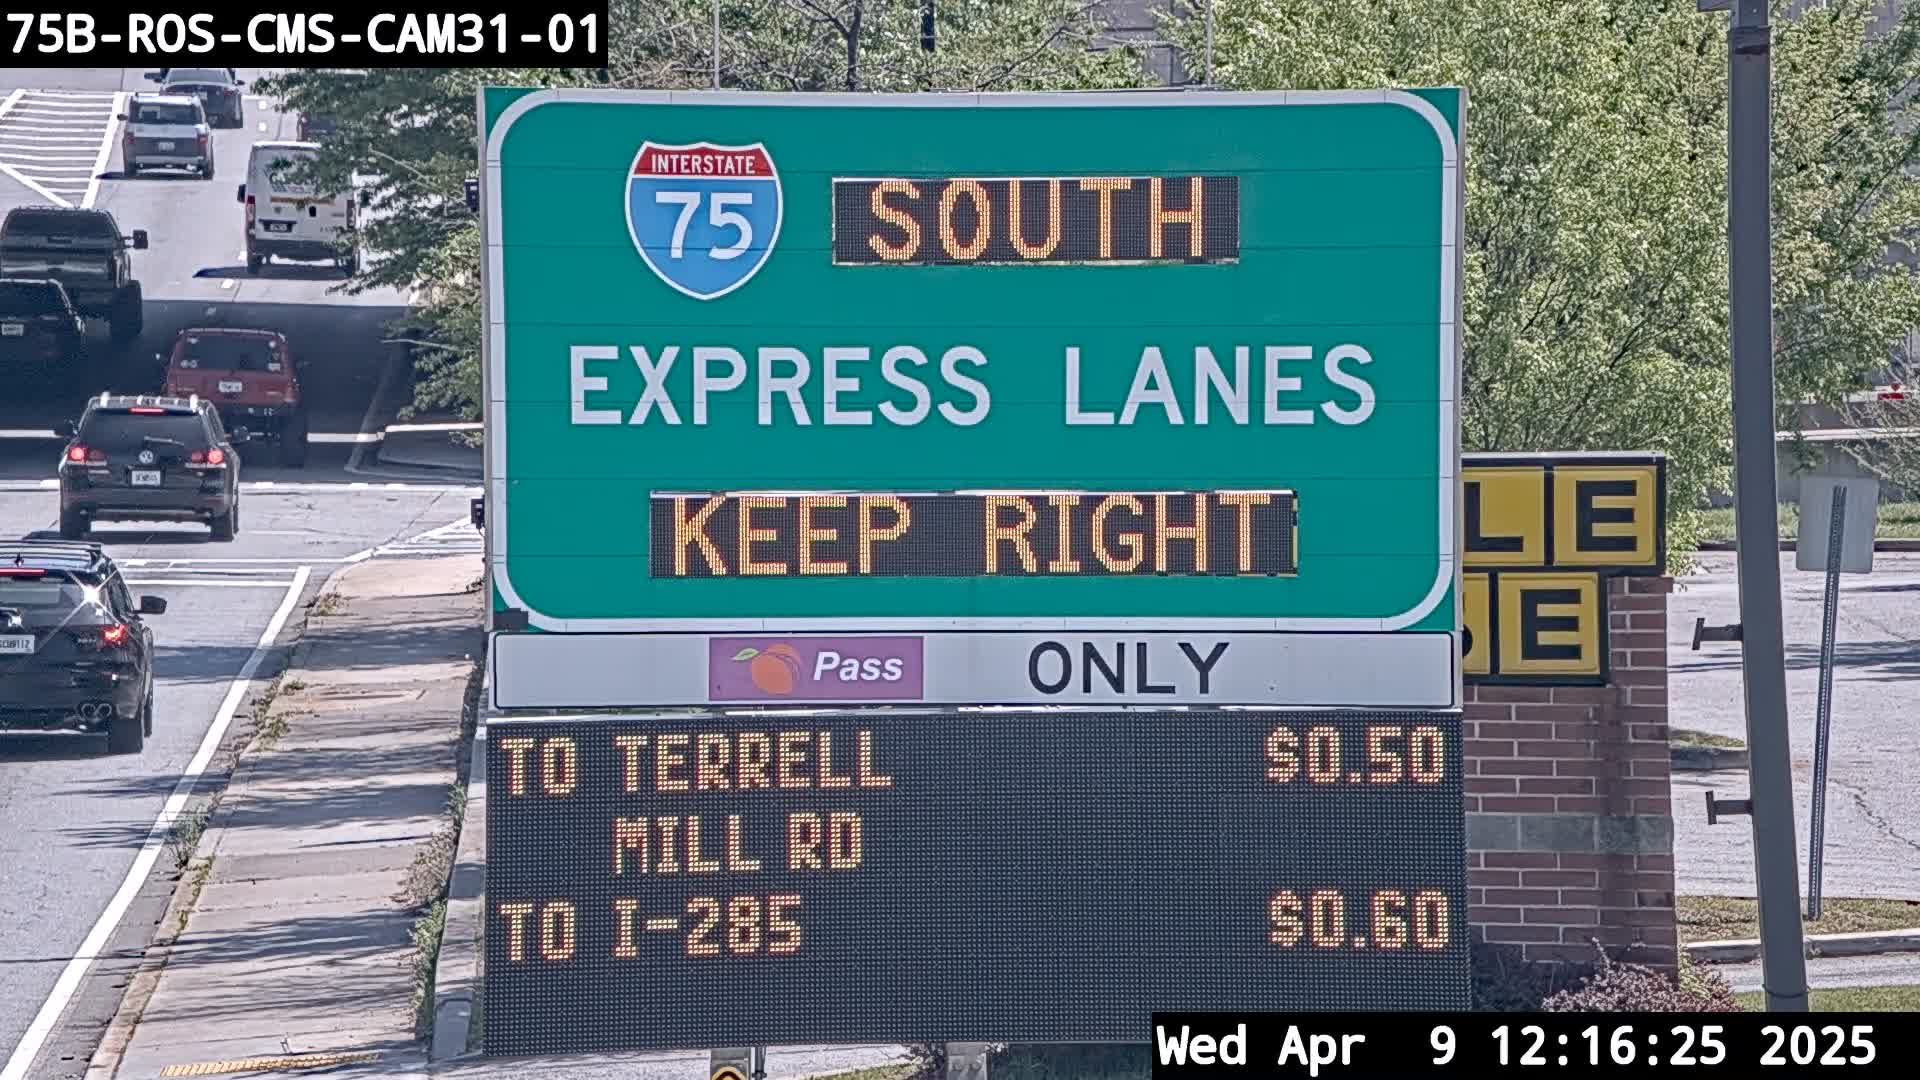 75B-ROS-CMS-CAM31-01
INTERSTATE
75
SOUTH
EXPRESS LANES
KEEP RIGHT
Pass ONLY
LE
E
TO TERRELL $0.50
MILL RD
TO I-285 $0.60
Wed Apr 9 12:16:25 2025